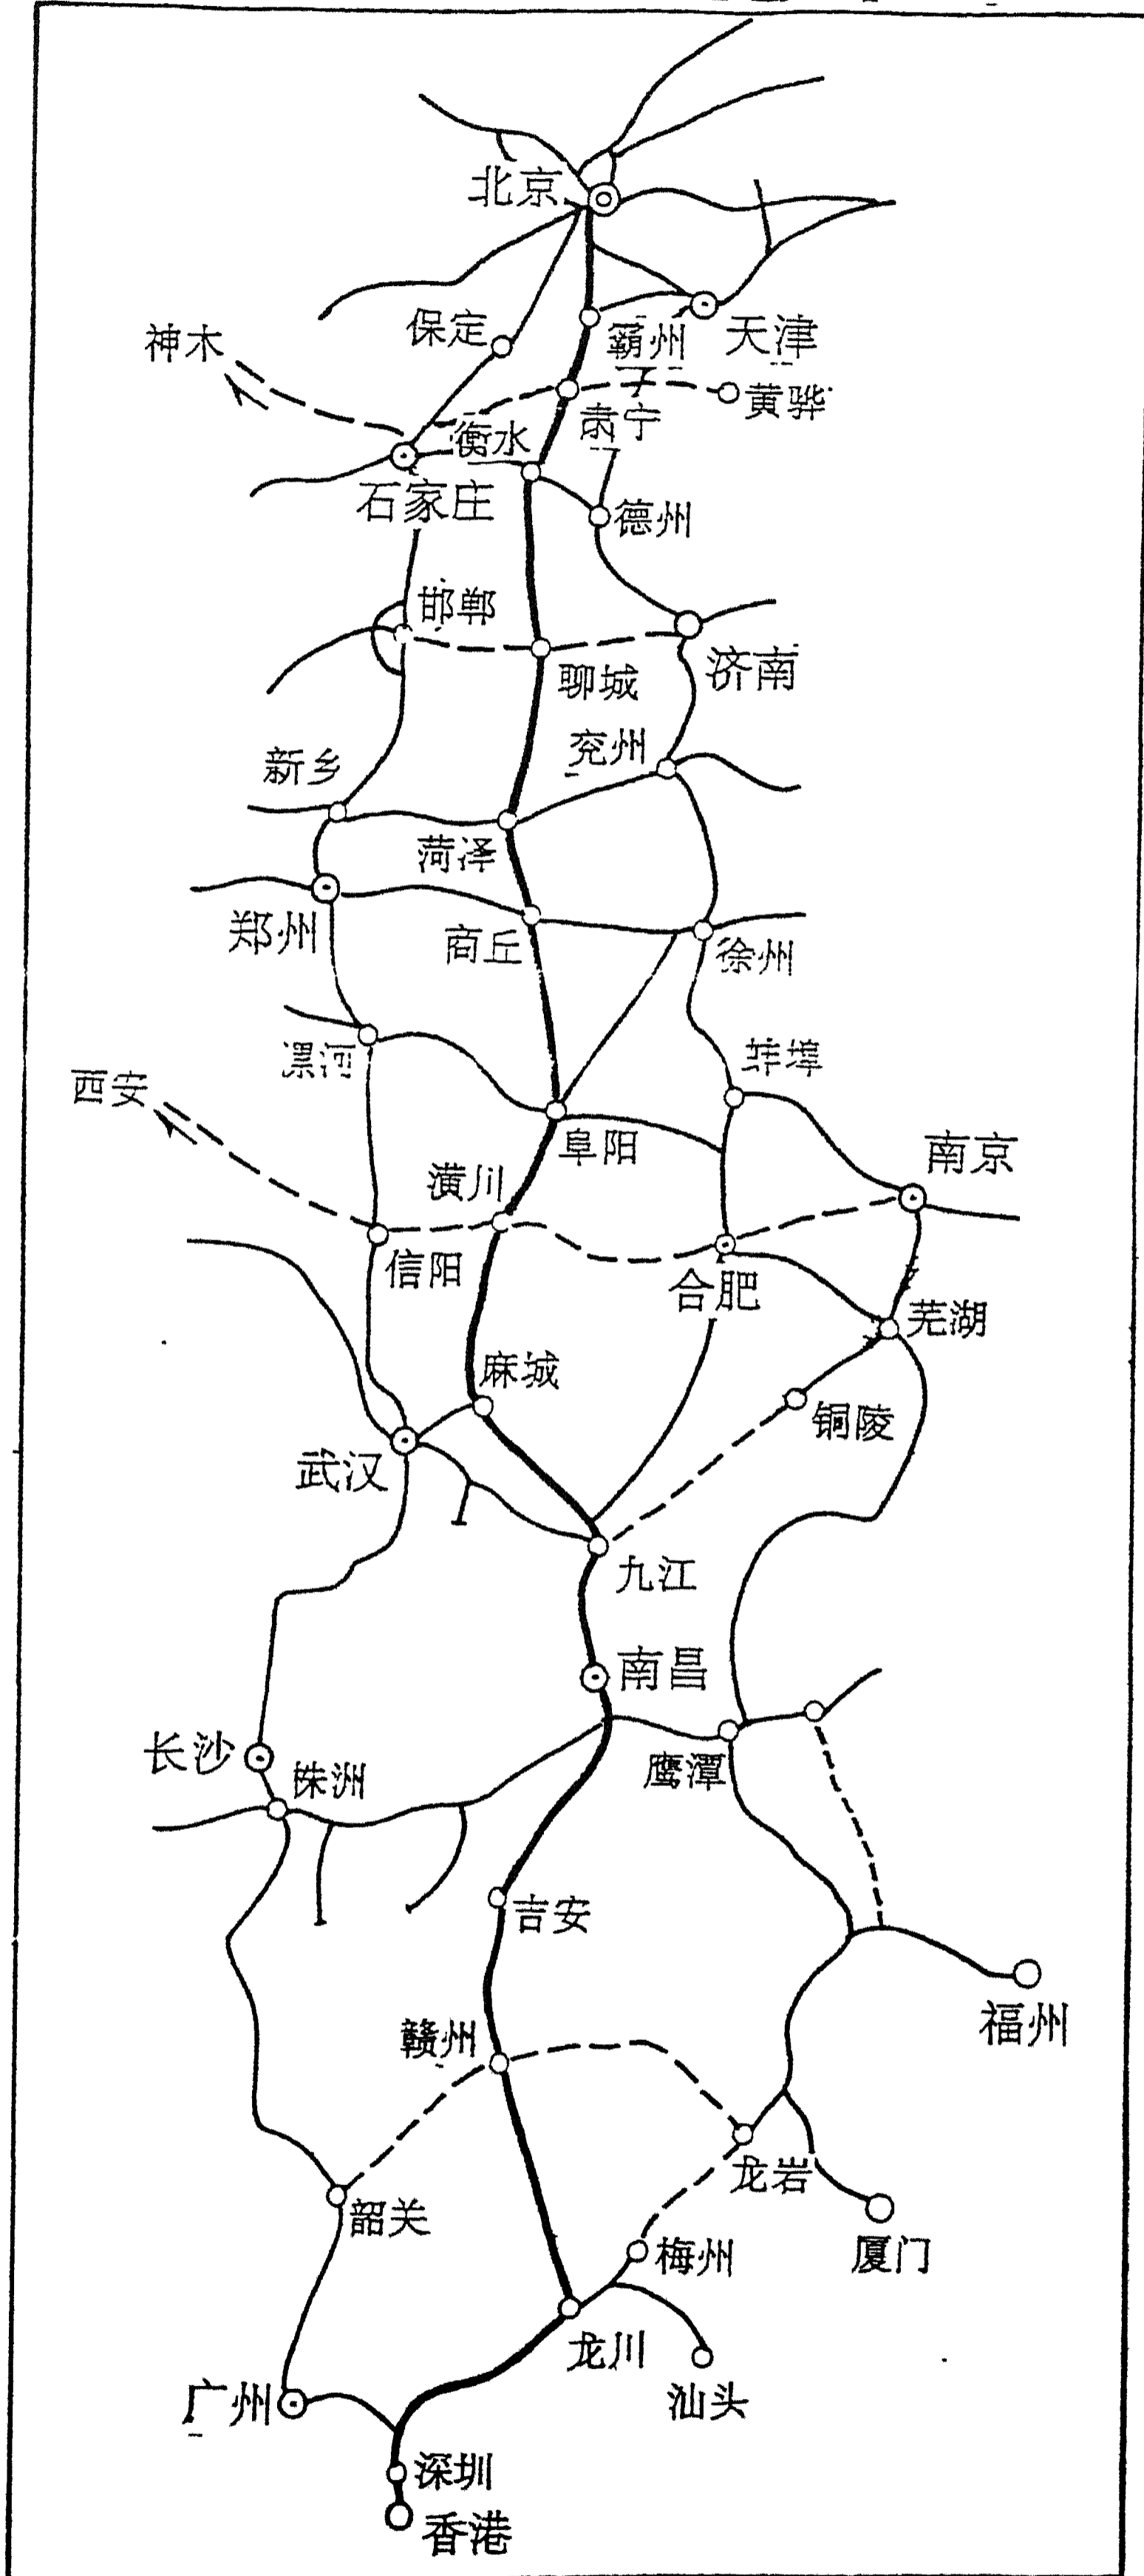 北京
保定
霸州
天津
神木
黄骅
肃宁
衡水
石家庄
德州
邯郸
聊城
济南
兖州
新乡
菏泽
郑州
商丘
徐州
漯河
蚌埠
西安
阜阳
南京
潢川
信阳
合肥
芜湖
麻城
铜陵
武汉
九江
南昌
长沙
株洲
鹰潭
吉安
福州
赣州
龙岩
韶关
梅州
厦门
龙川
汕头
广州
深圳
香港